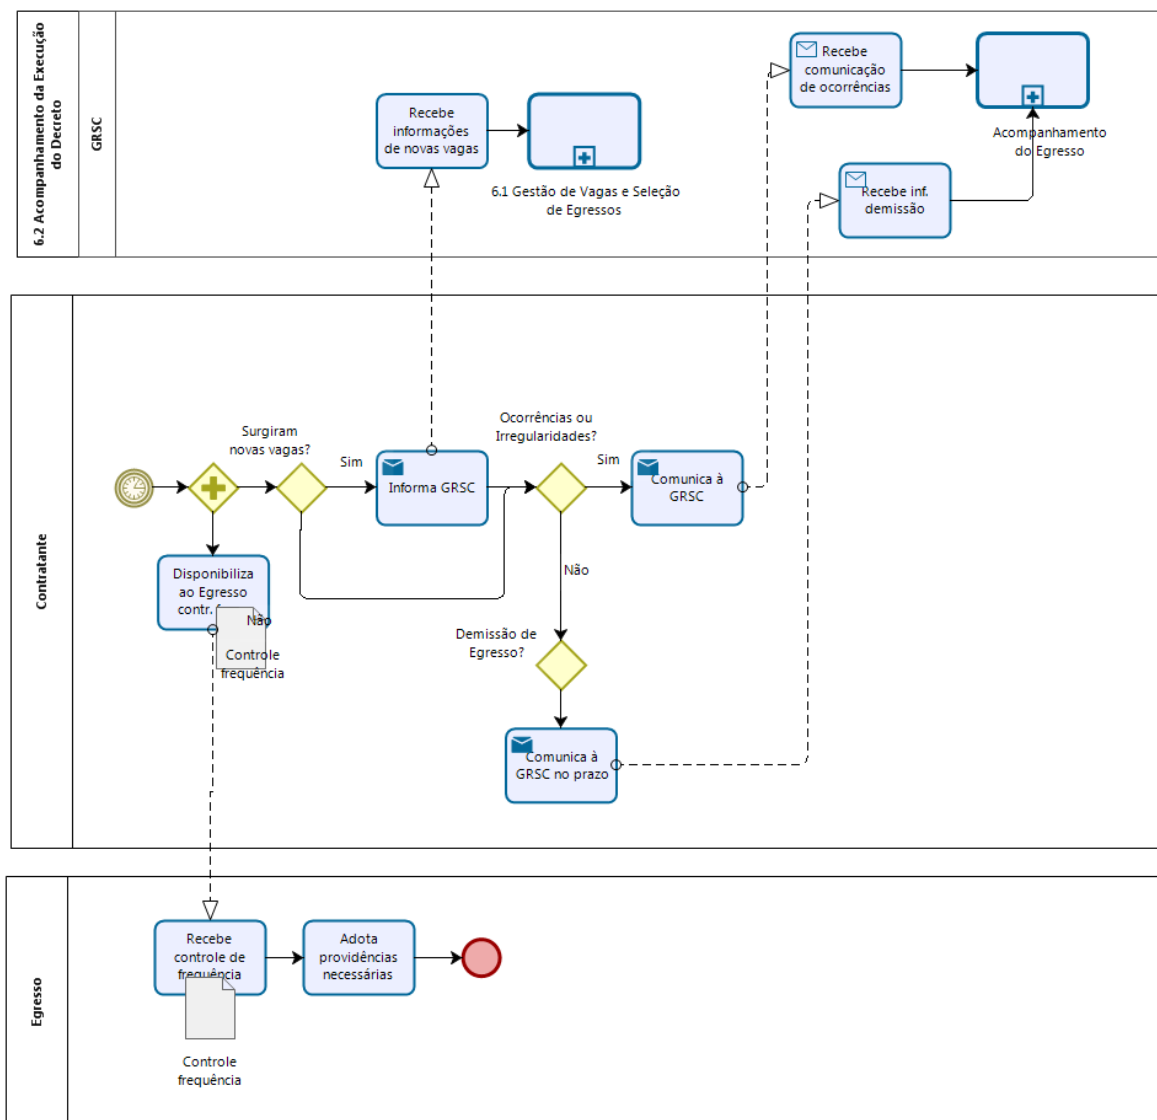 6.2 Acompanhamento da Execução
do Decreto
GRSC
Recebe
informações
de novas vagas
6.1 Gestão de Vagas e Seleção
de Egressos
Recebe
comunicação
de ocorrências
Acompanhamento
do Egresso
Recebe inf.
demissão
Contratante
Surgiram
novas vagas?
Sim
Informa GRSC
Ocorrências ou
Irregularidades?
Sim
Comunica à
GRSC
Não
Disponibiliza
ao Egresso
contr.
Não
Controle
frequência
Demissão de
Egresso?
Comunica à
GRSC no prazo
Egresso
Recebe
controle de
frequência
Adota
providências
necessárias
Controle
frequência